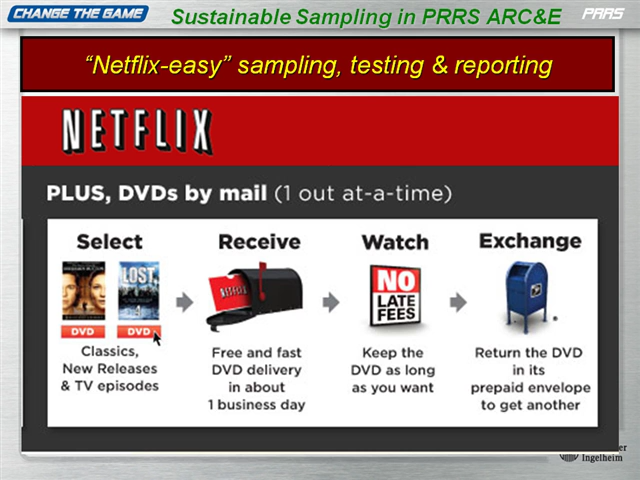 CHANGE THE GAME
Sustainable Sampling in PRRS ARC&E
PRRS
“Netflix-easy” sampling, testing & reporting
NETFLIX
PLUS, DVDs by mail (1 out at-a-time)
Select
Receive
Watch
Exchange
LOST
NETFLIX
NO
LATE
FEES
DVD
DVD
Classics,
New Releases
& TV episodes
Free and fast
DVD delivery
in about
1 business day
Keep the
DVD as long
as you want
Return the DVD
in its
prepaid envelope
to get another
Ingelheim